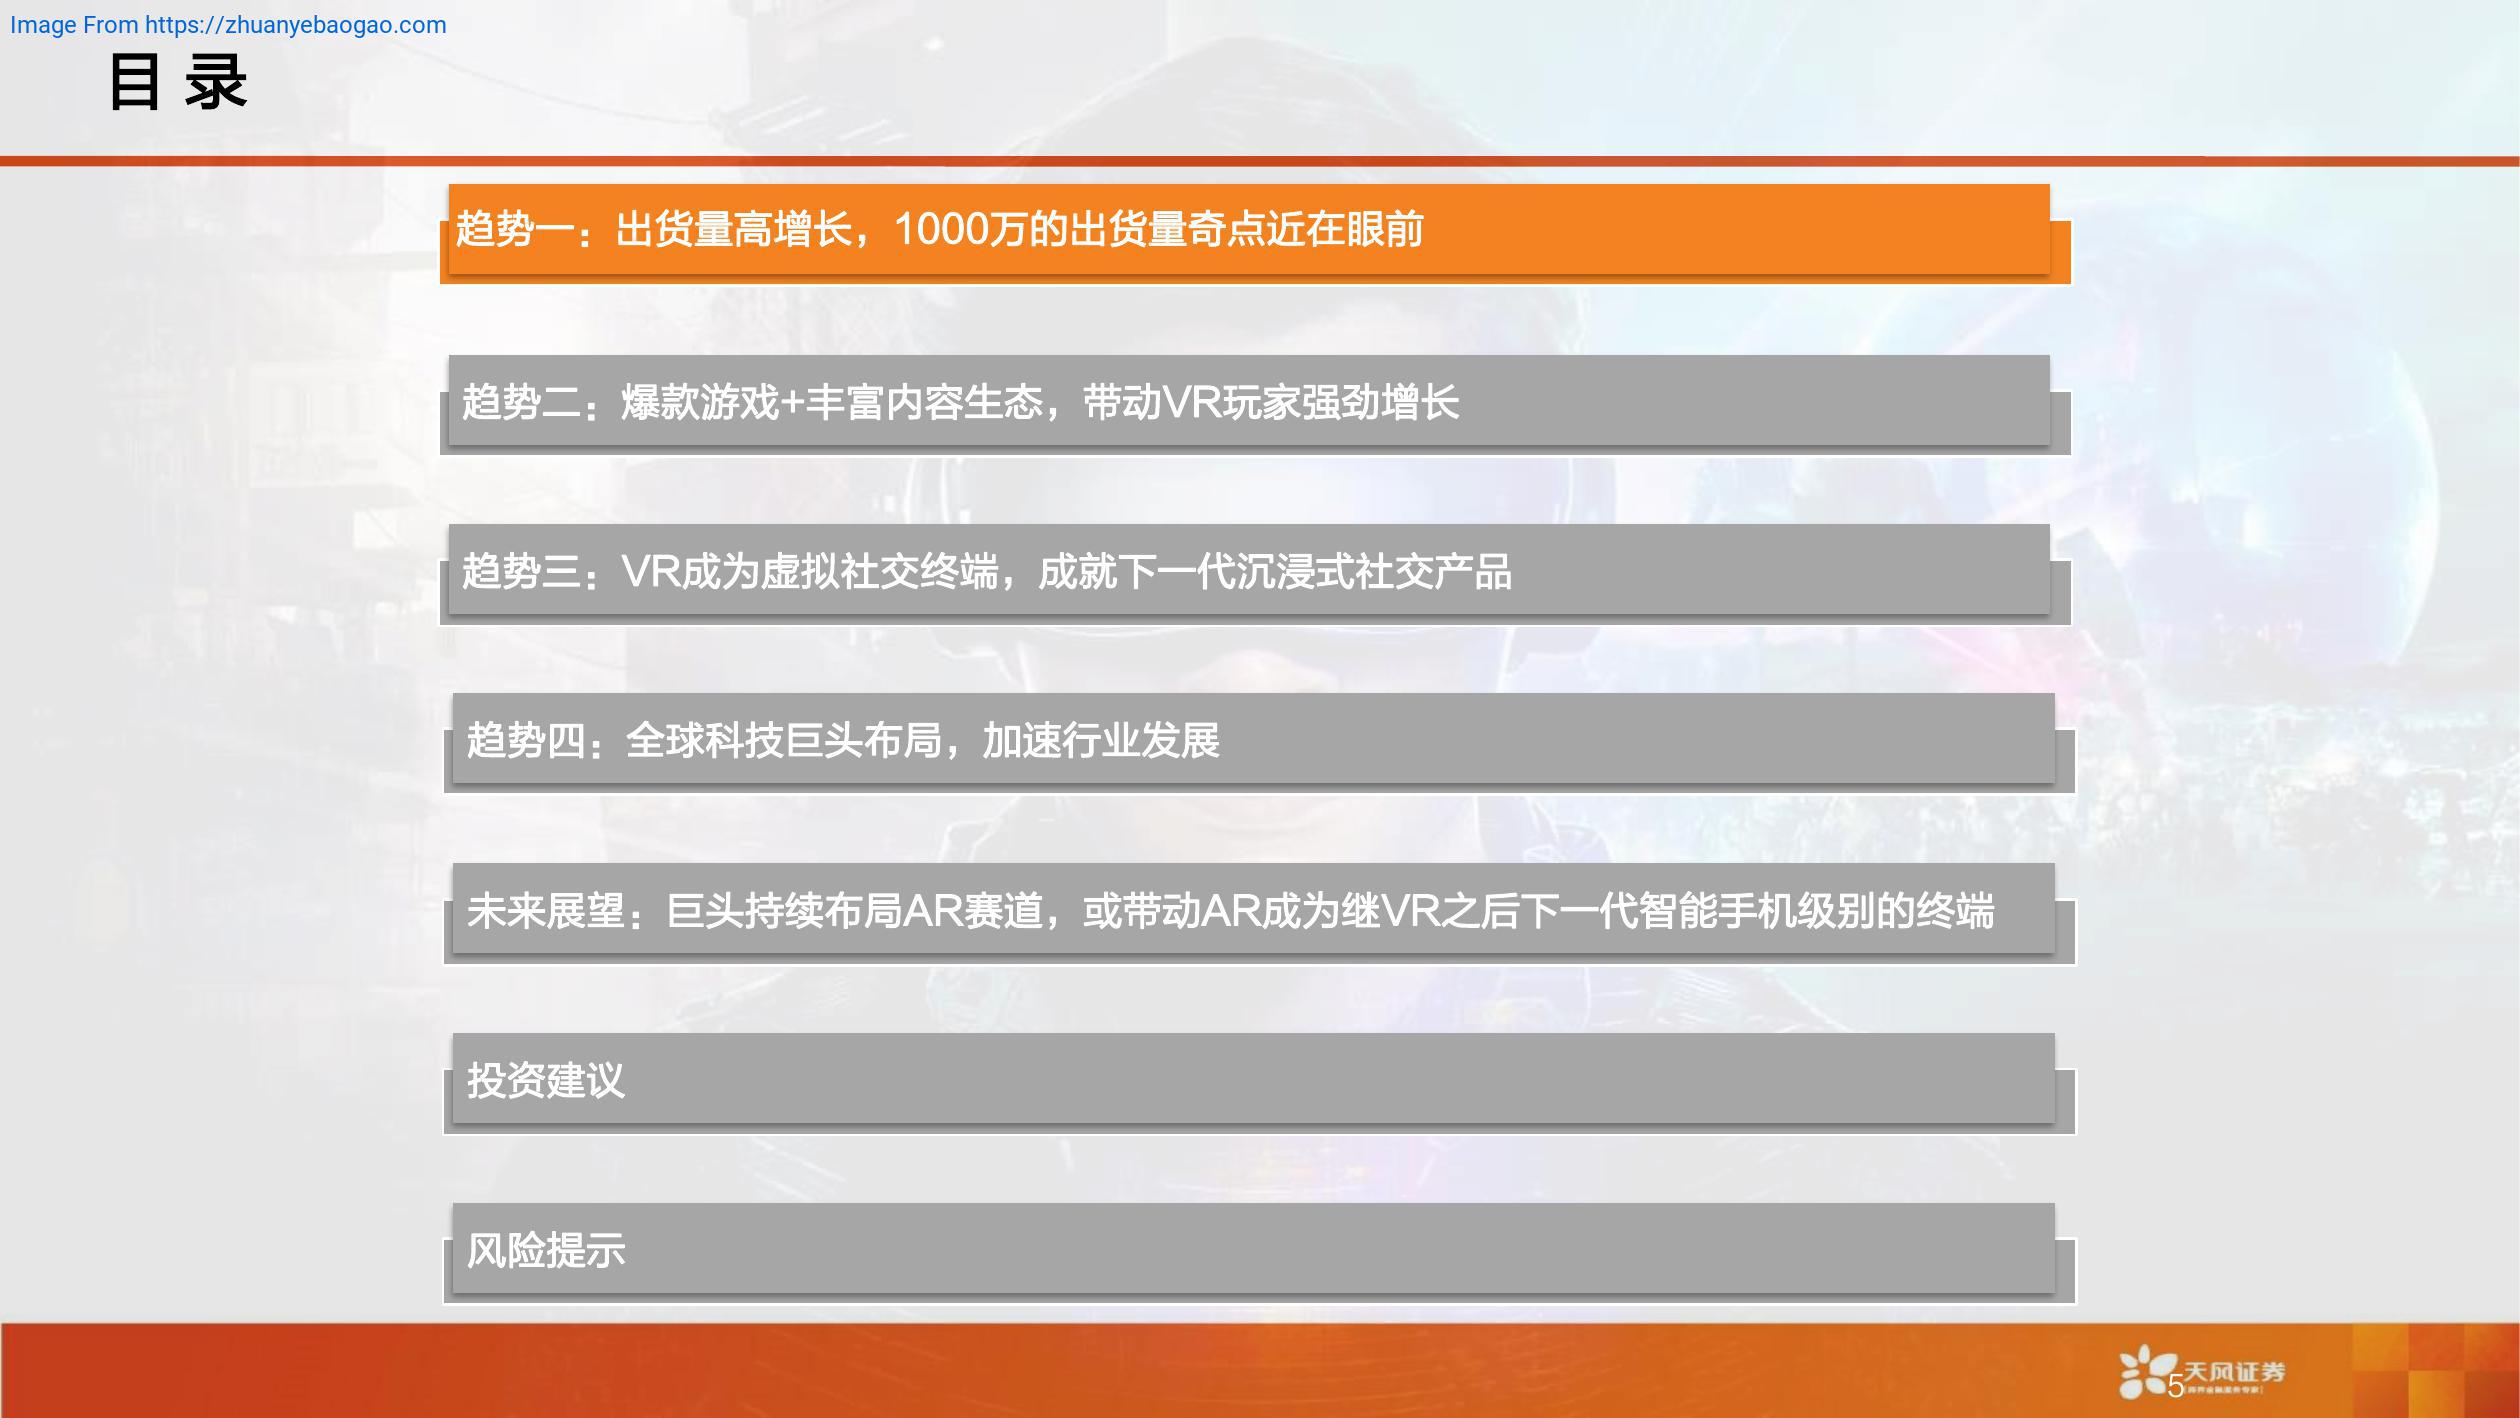 Image From https://zhuanyebaogao.com
目 录
趋势一：出货量高增长，1000万的出货量奇点近在眼前
趋势二：爆款游戏+丰富内容生态，带动VR玩家强劲增长
趋势三：VR成为虚拟社交终端，成就下一代沉浸式社交产品
趋势四：全球科技巨头布局，加速行业发展
未来展望：巨头持续布局AR赛道，或带动AR成为继VR之后下一代智能手机级别的终端
投资建议
风险提示
天风证券
5